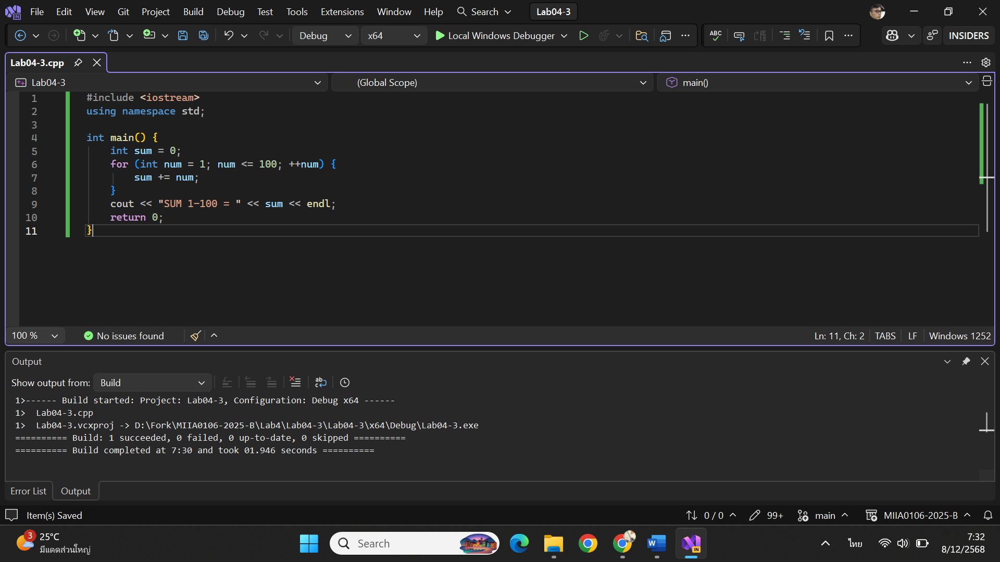 File Edit View Git Project Build Debug Test Tools Extensions Window Help Search Lab04-3
Debug x64 Local Windows Debugger ABC INSIDERS
Lab04-3.cpp
Lab04-3 (Global Scope) main()
1 #include <iostream>
2 using namespace std;
3
4 int main() {
5 int sum = 0;
6 for (int num = 1; num <= 100; ++num) {
7 sum += num;
8 }
9 cout << "SUM 1-100 = " << sum << endl;
10 return 0;
11 }
100 % No issues found Ln: 11, Ch: 2 TABS LF Windows 1252
Output
Show output from: Build
1>------ Build started: Project: Lab04-3, Configuration: Debug x64 ------
1> Lab04-3.cpp
1> Lab04-3.vcxproj -> D:\Fork\MIIA0106-2025-B\Lab4\Lab04-3\Lab04-3\x64\Debug\Lab04-3.exe
========== Build: 1 succeeded, 0 failed, 0 up-to-date, 0 skipped ==========
========== Build completed at 7:30 and took 01.946 seconds ==========
Error List Output
Item(s) Saved 0 / 0 99+ main MIIA0106-2025-B
3 25°C
มีแดดส่วนใหญ่
Search
ไทย
7:32
8/12/2568